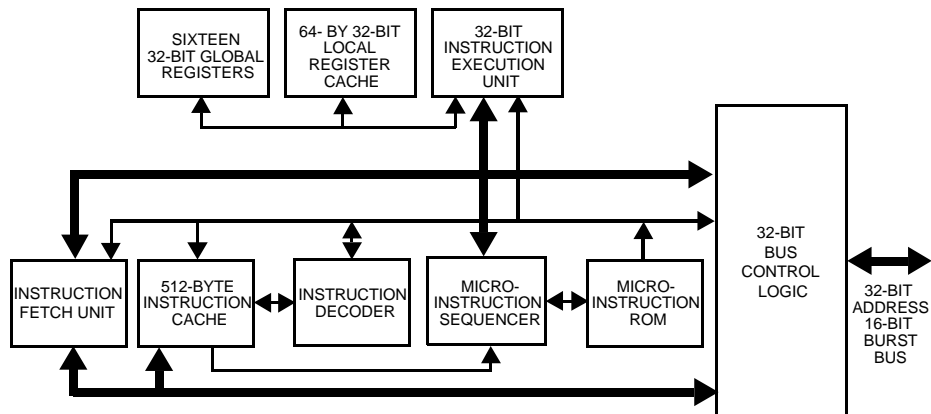 SIXTEEN
32-BIT GLOBAL
REGISTERS
64- BY 32-BIT
LOCAL
REGISTER
CACHE
32-BIT
INSTRUCTION
EXECUTION
UNIT
INSTRUCTION
FETCH UNIT
512-BYTE
INSTRUCTION
CACHE
INSTRUCTION
DECODER
MICRO-
INSTRUCTION
SEQUENCER
MICRO-
INSTRUCTION
ROM
32-BIT
BUS
CONTROL
LOGIC
32-BIT
ADDRESS
16-BIT
BURST
BUS